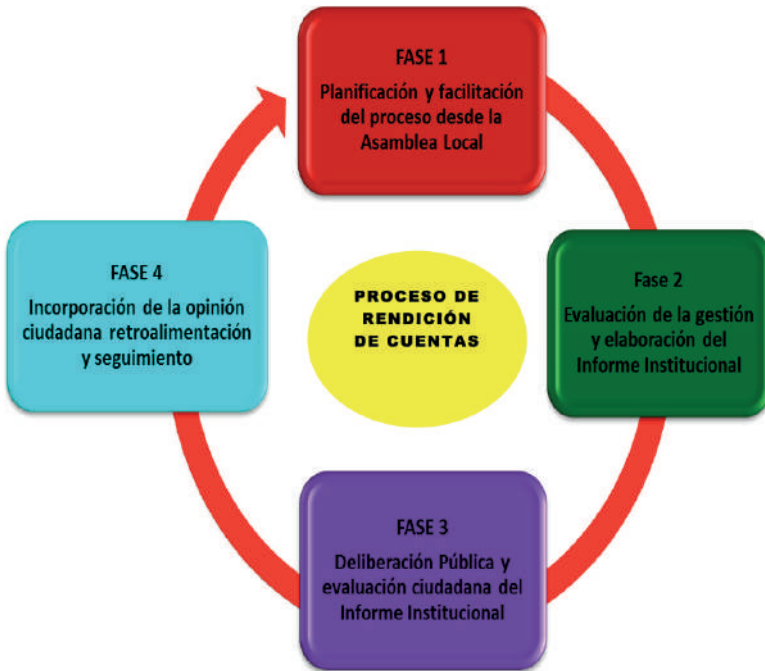 FASE 1
Planificación y facilitación
del proceso desde la
Asamblea Local
Fase 2
Evaluación de la gestión
y elaboración del
Informe Institucional
FASE 3
Deliberación Pública y
evaluación ciudadana del
Informe Institucional
FASE 4
Incorporación de la opinión
ciudadana retroalimentación
y seguimiento
PROCESO DE
RENDICIÓN
DE CUENTAS